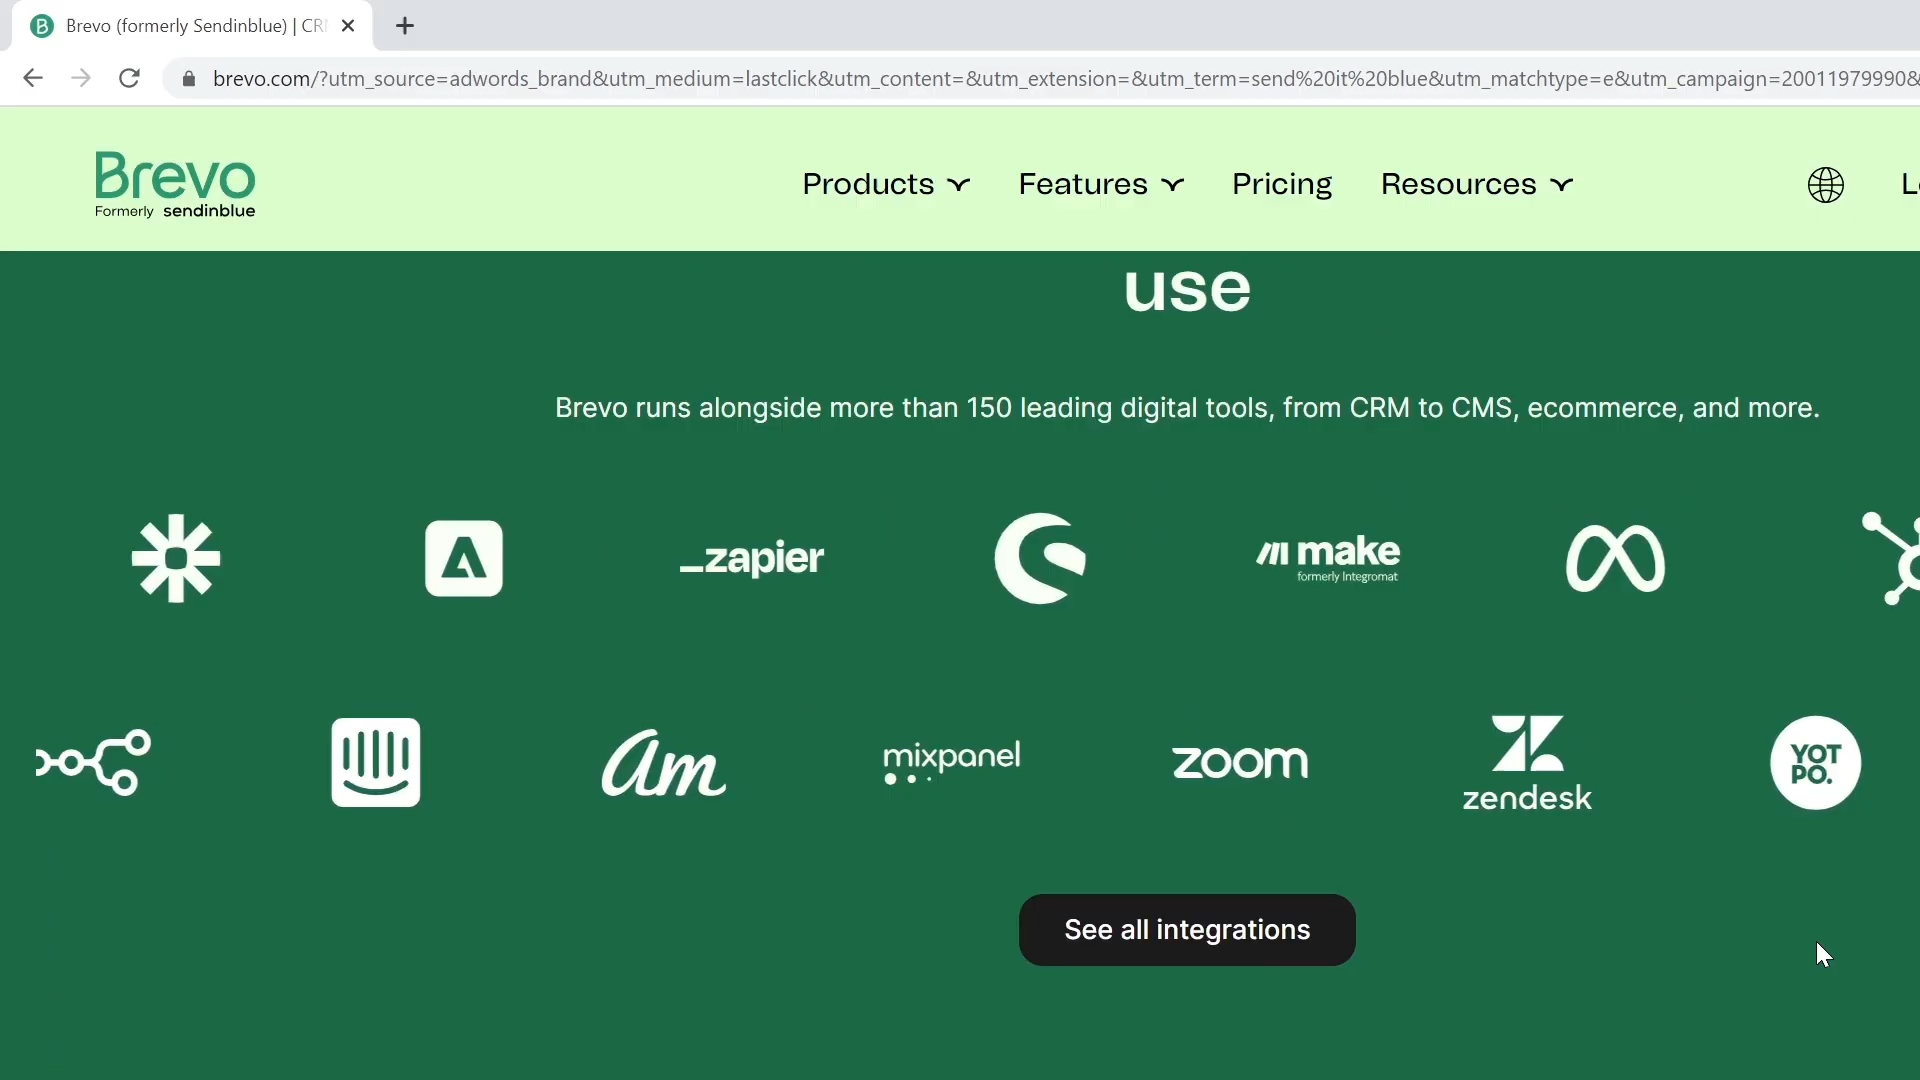 Brevo (formerly Sendinblue) | CR
brevo.com/?utm_source=adwords_brand&utm_medium=lastclick&utm_content=&utm_extension=&utm_term=send%20it%20blue&utm_matchtype=e&utm_campaign=20011979990&
Brevo
Formerly sendinblue
Products
Features
Pricing
Resources
use
Brevo runs alongside more than 150 leading digital tools, from CRM to CMS, ecommerce, and more.
_zapier
make
formerly Integromat
am
mixpanel
zoom
zendesk
YOT
PO.
See all integrations